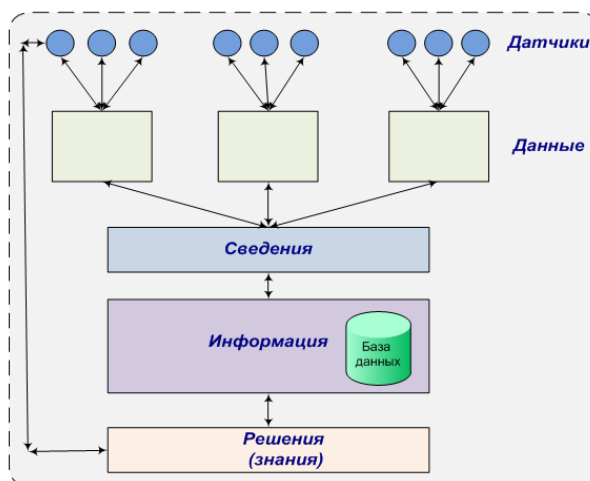 Датчики
Данные
Сведения
Информация
База
данных
Решения
(знания)